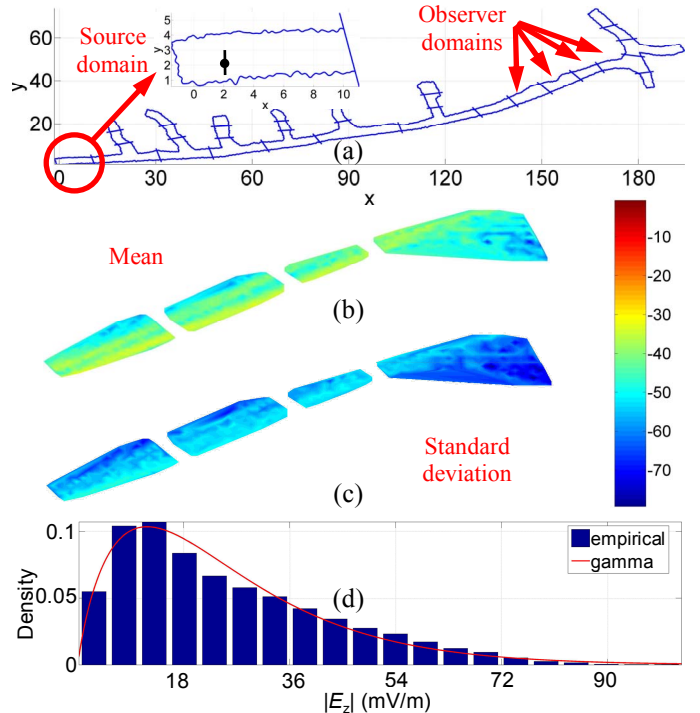 60
40
20
y
Source
domain
5
4
3
2
1
y
0 2 4 6 8 10
x
Observer
domains
(a)
0 30 60 90 120 150 180
x
Mean
(b)
-10
-20
-30
-40
-50
-60
-70
Standard
deviation
(c)
0.1
0.05
0
Density
empirical
gamma
(d)
18 36 54 72 90
|Ez| (mV/m)